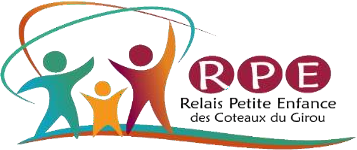 RPE
Relais Petite Enfance
des Coteaux du Girou